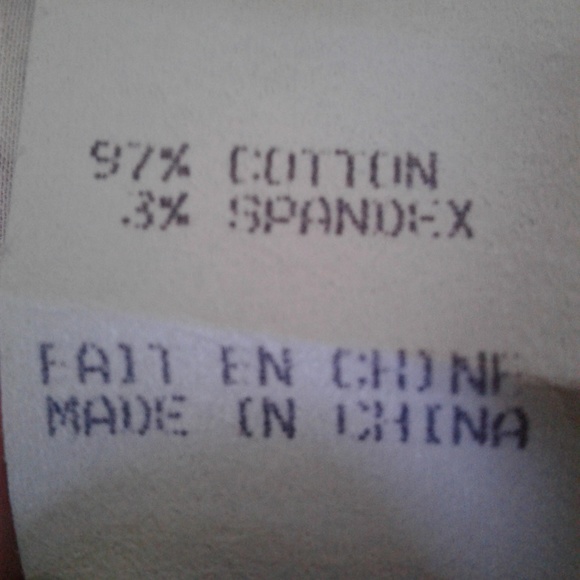 97% COTTON
3% SPANDEX
FAIT EN CHINE
MADE IN CHINA